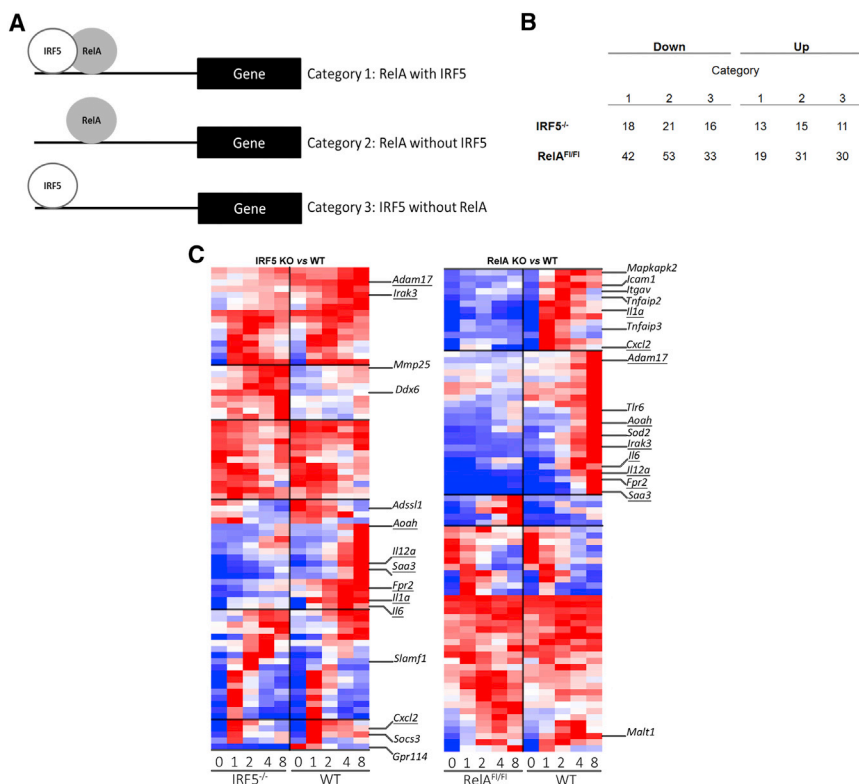 A
IRF5
RelA
Gene
Category 1: RelA with IRF5
RelA
Gene
Category 2: RelA without IRF5
IRF5
Gene
Category 3: IRF5 without RelA
B
Down Up
Category
1 2 3 1 2 3
IRF5-/- 18 21 16 13 15 11
RelAFl/Fl 42 53 33 19 31 30
C
IRF5 KO vs WT
Adam17
Irak3
Mmp25
Ddx6
Adssl1
Aoah
Il12a
Saa3
Fpr2
Il1a
Il6
Slamf1
Cxcl2
Socs3
Gpr114
0 1 2 4 8 0 1 2 4 8
IRF5-/- WT
RelA KO vs WT
Mapkapk2
Icam1
Itgav
Tnfaip2
Il1a
Tnfaip3
Cxcl2
Adam17
Tlr6
Aoah
Sod2
Irak3
Il6
Il12a
Fpr2
Saa3
Malt1
0 1 2 4 8 0 1 2 4 8
RelAFl/Fl WT